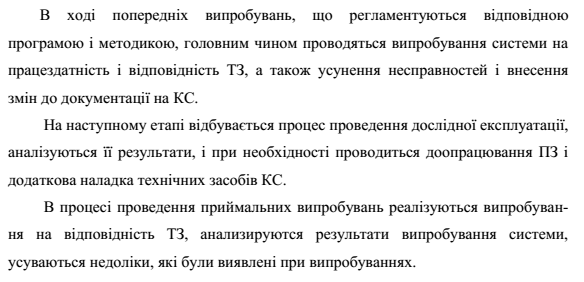 В ході попередніх випробувань, що регламентуються відповідною
програмою і методикою, головним чином проводяться випробування системи на
працездатність і відповідність ТЗ, а також усунення несправностей і внесення
змін до документації на КС.
На наступному етапі відбувається процес проведення дослідної експлуатації,
аналізуються її результати, і при необхідності проводиться доопрацювання ПЗ і
додаткова наладка технічних засобів КС.
В процесі проведення приймальних випробувань реалізуються випробуван-
ня на відповідність ТЗ, анализируются результати випробування системи,
усуваються недоліки, які були виявлені при випробуваннях.